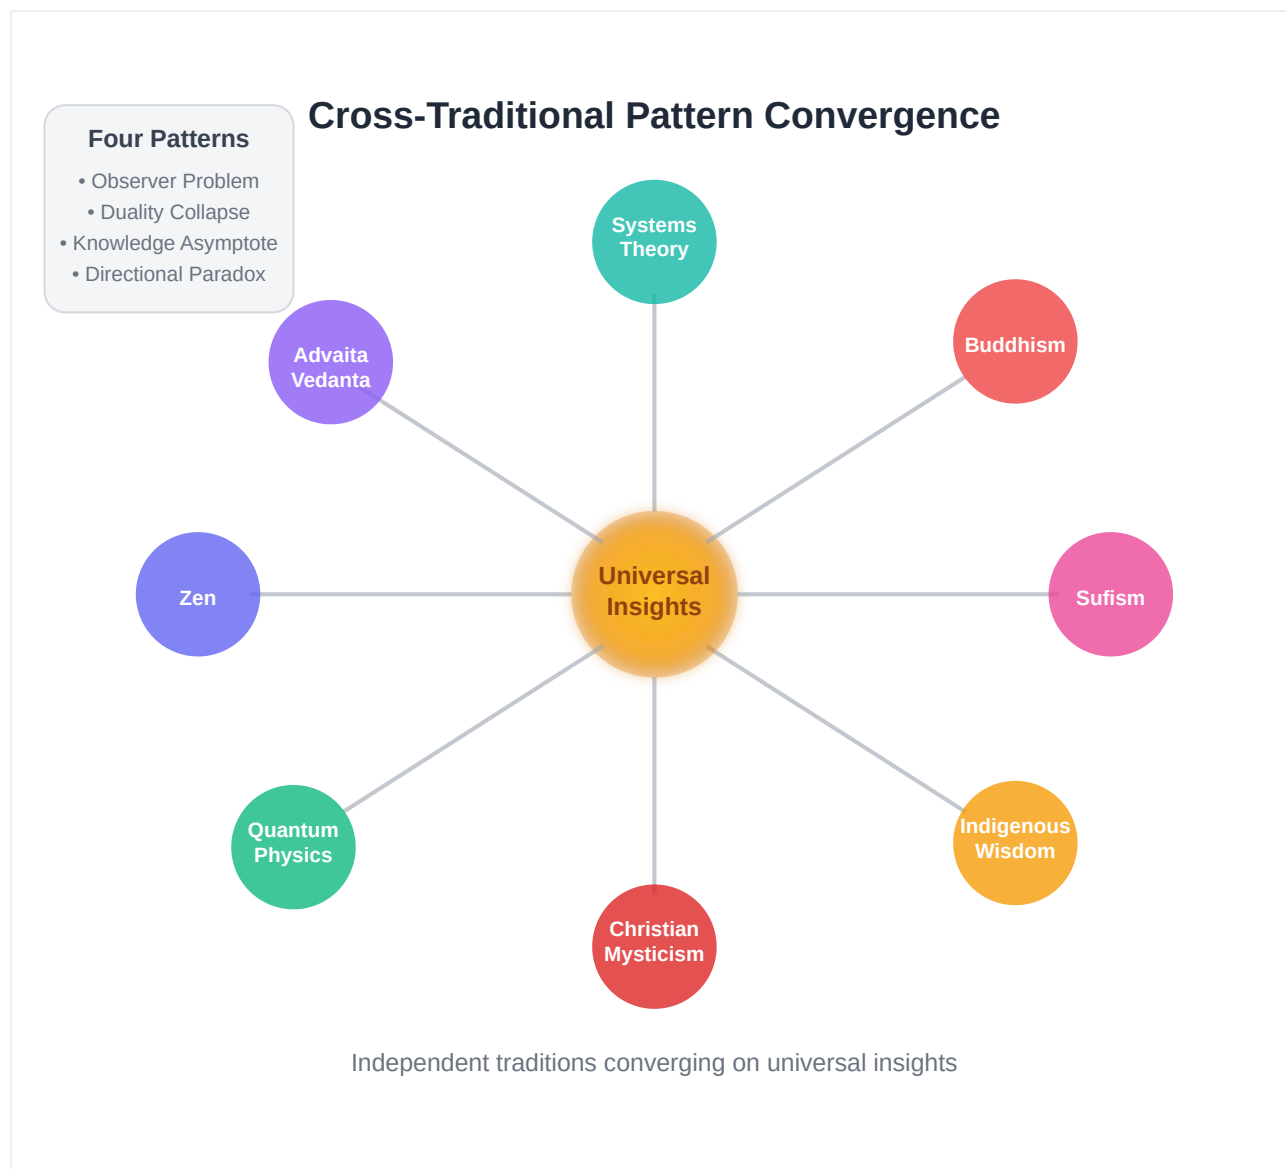 Cross-Traditional Pattern Convergence
Four Patterns
• Observer Problem
• Duality Collapse
• Knowledge Asymptote
• Directional Paradox
Systems
Theory
Buddhism
Advaita
Vedanta
Universal
Insights
Zen
Sufism
Quantum
Physics
Indigenous
Wisdom
Christian
Mysticism
Independent traditions converging on universal insights